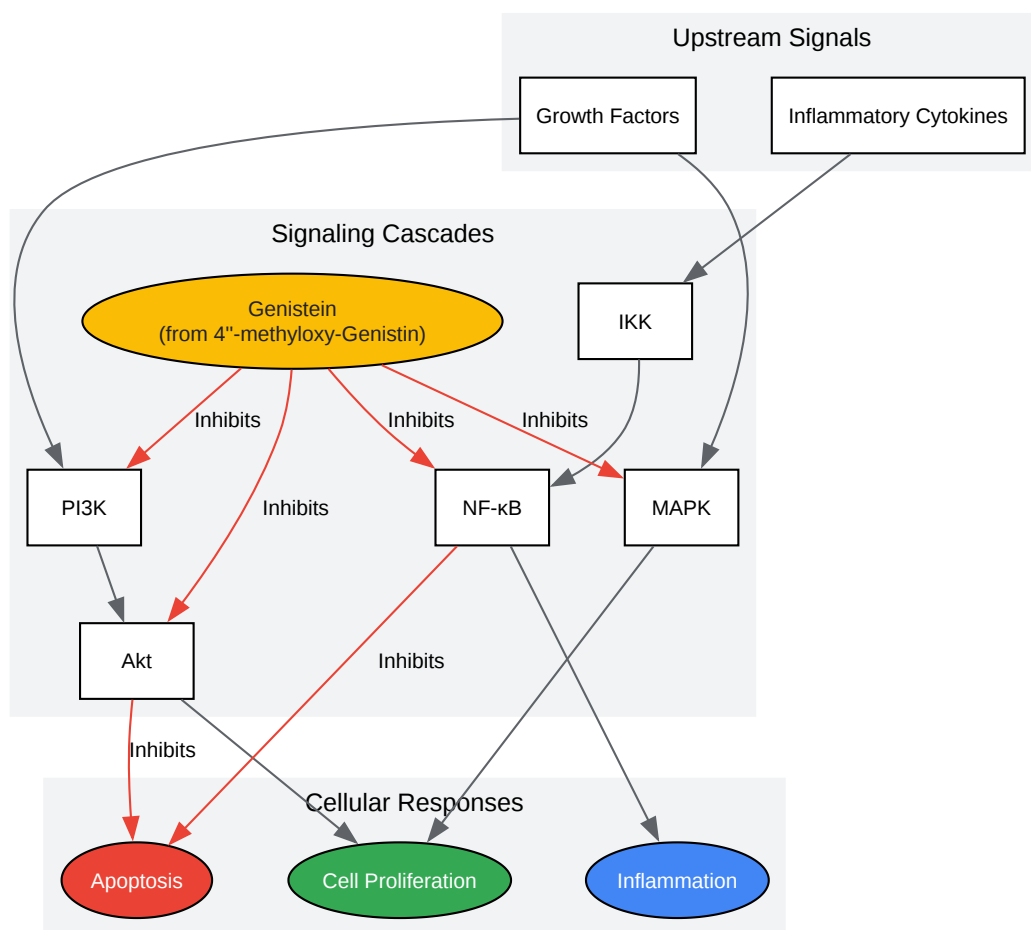 Upstream Signals
Growth Factors
Inflammatory Cytokines
Signaling Cascades
Genistein
(from 4"-methyloxy-Genistin)
IKK
Inhibits
Inhibits
Inhibits
PI3K
Inhibits
NF-κB
MAPK
Akt
Inhibits
Inhibits
Cellular Responses
Apoptosis
Cell Proliferation
Inflammation